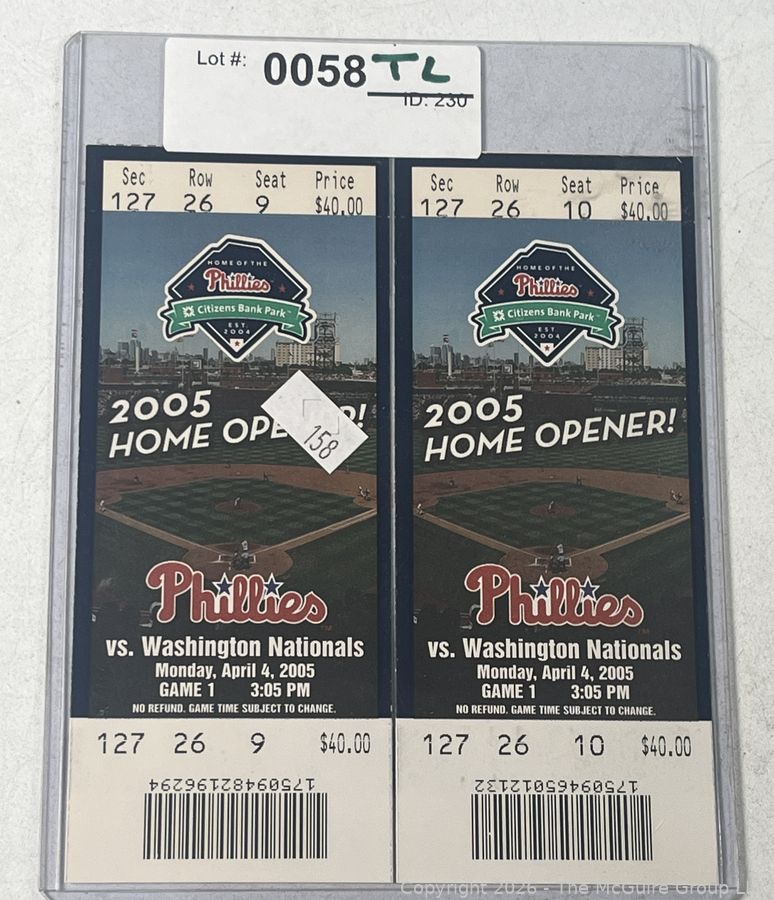 Lot #: 0058 TL
ID: 230
Sec Row Seat Price
127 26 9 $40.00
HOME OF THE
Phillies
Citizens Bank Park
EST.
2004
2005
HOME OPE R!
158
Phillies
vs. Washington Nationals
Monday, April 4, 2005
GAME 1 3:05 PM
NO REFUND. GAME TIME SUBJECT TO CHANGE.
127 26 9 $40.00
17509482196294
Sec Row Seat Price
127 26 10 $40.00
HOME OF THE
Phillies
Citizens Bank Park
EST.
2004
2005
HOME OPENER!
Phillies
vs. Washington Nationals
Monday, April 4, 2005
GAME 1 3:05 PM
NO REFUND. GAME TIME SUBJECT TO CHANGE.
127 26 10 $40.00
17509465012132
Copyright 2026 - The McGuire Group LLC